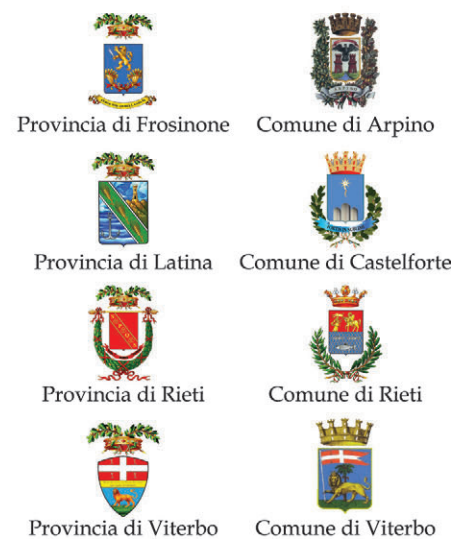 Provincia di Frosinone
Comune di Arpino
Provincia di Latina
Comune di Castelforte
Provincia di Rieti
Comune di Rieti
Provincia di Viterbo
Comune di Viterbo